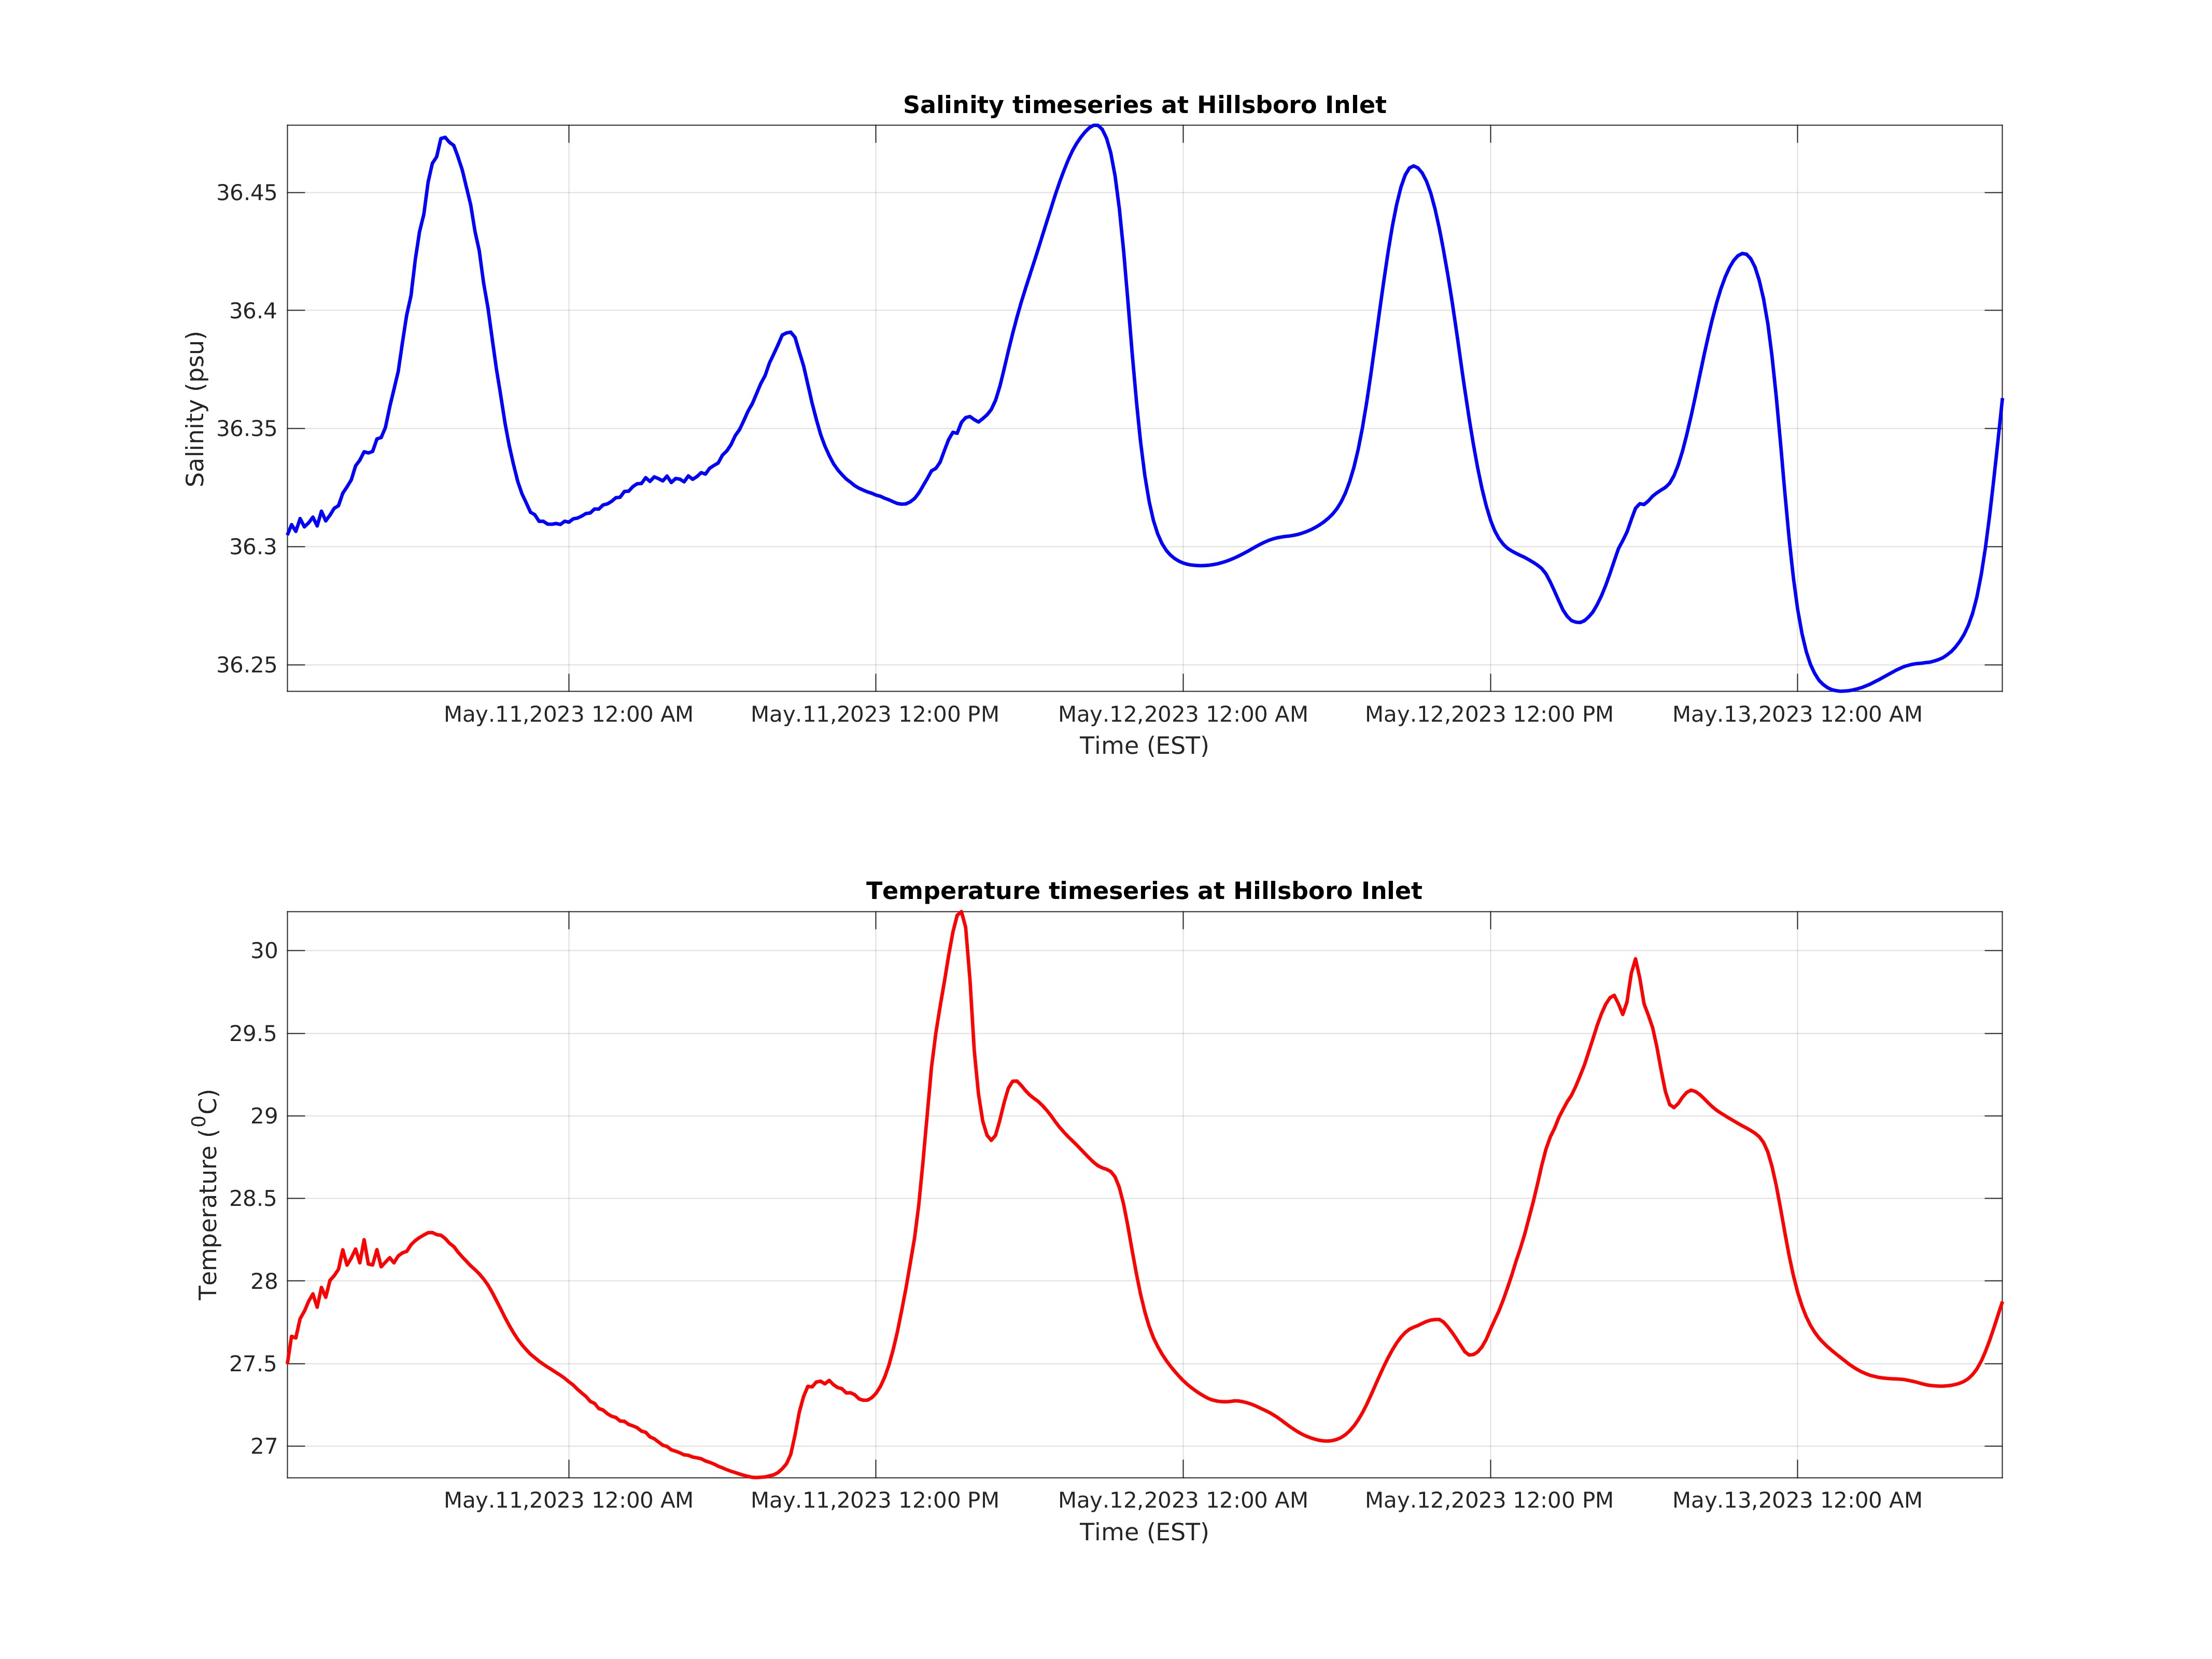 Salinity timeseries at Hillsboro Inlet
Salinity (psu)
36.45
36.4
36.35
36.3
36.25
May.11,2023 12:00 AM May.11,2023 12:00 PM May.12,2023 12:00 AM May.12,2023 12:00 PM May.13,2023 12:00 AM
Time (EST)
Temperature timeseries at Hillsboro Inlet
Temperature (⁰C)
30
29.5
29
28.5
28
27.5
27
May.11,2023 12:00 AM May.11,2023 12:00 PM May.12,2023 12:00 AM May.12,2023 12:00 PM May.13,2023 12:00 AM
Time (EST)